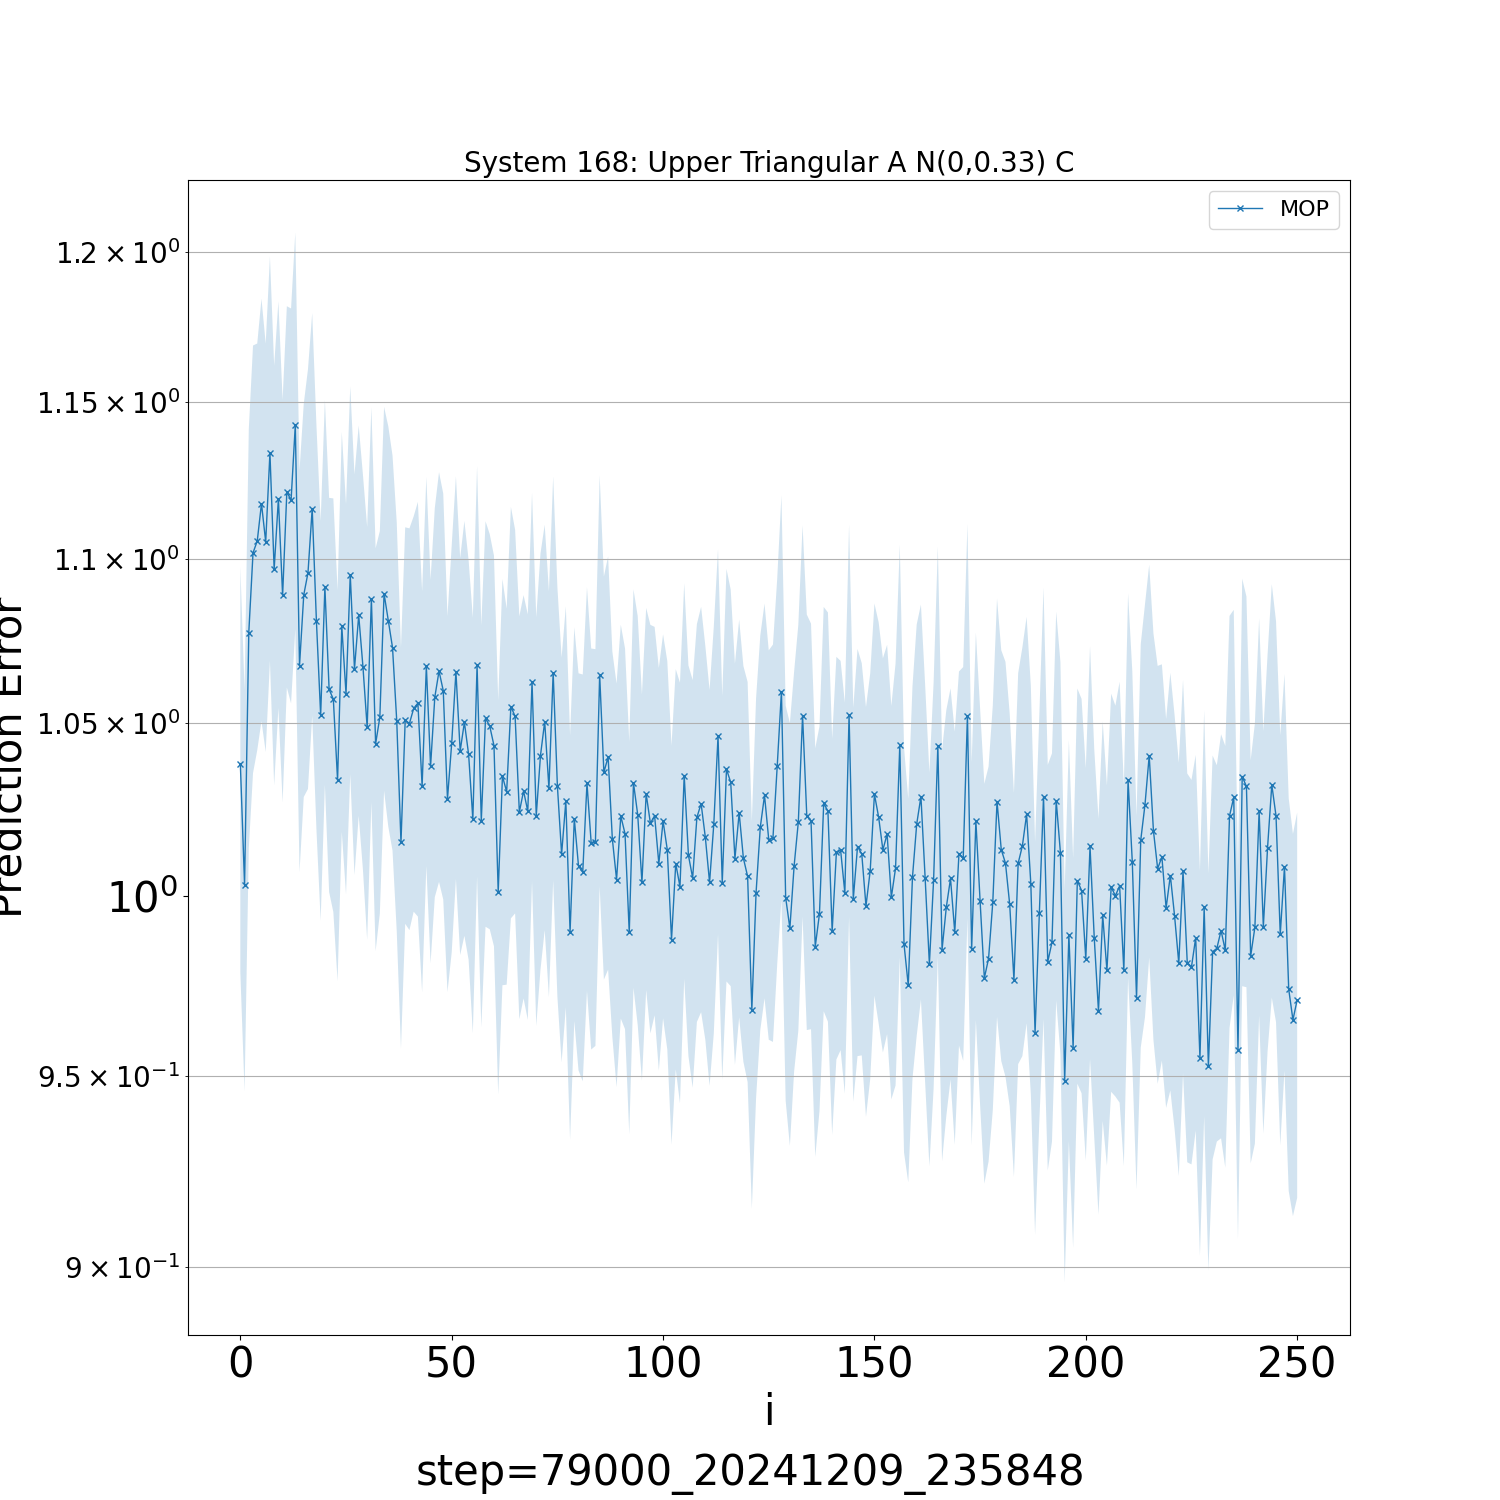 System 168: Upper Triangular A N(0,0.33) C
MOP
1.2 × 10⁰
1.15 × 10⁰
1.1 × 10⁰
1.05 × 10⁰
10⁰
9.5 × 10⁻¹
9 × 10⁻¹
Prediction Error
0 50 100 150 200 250
i
step=79000_20241209_235848